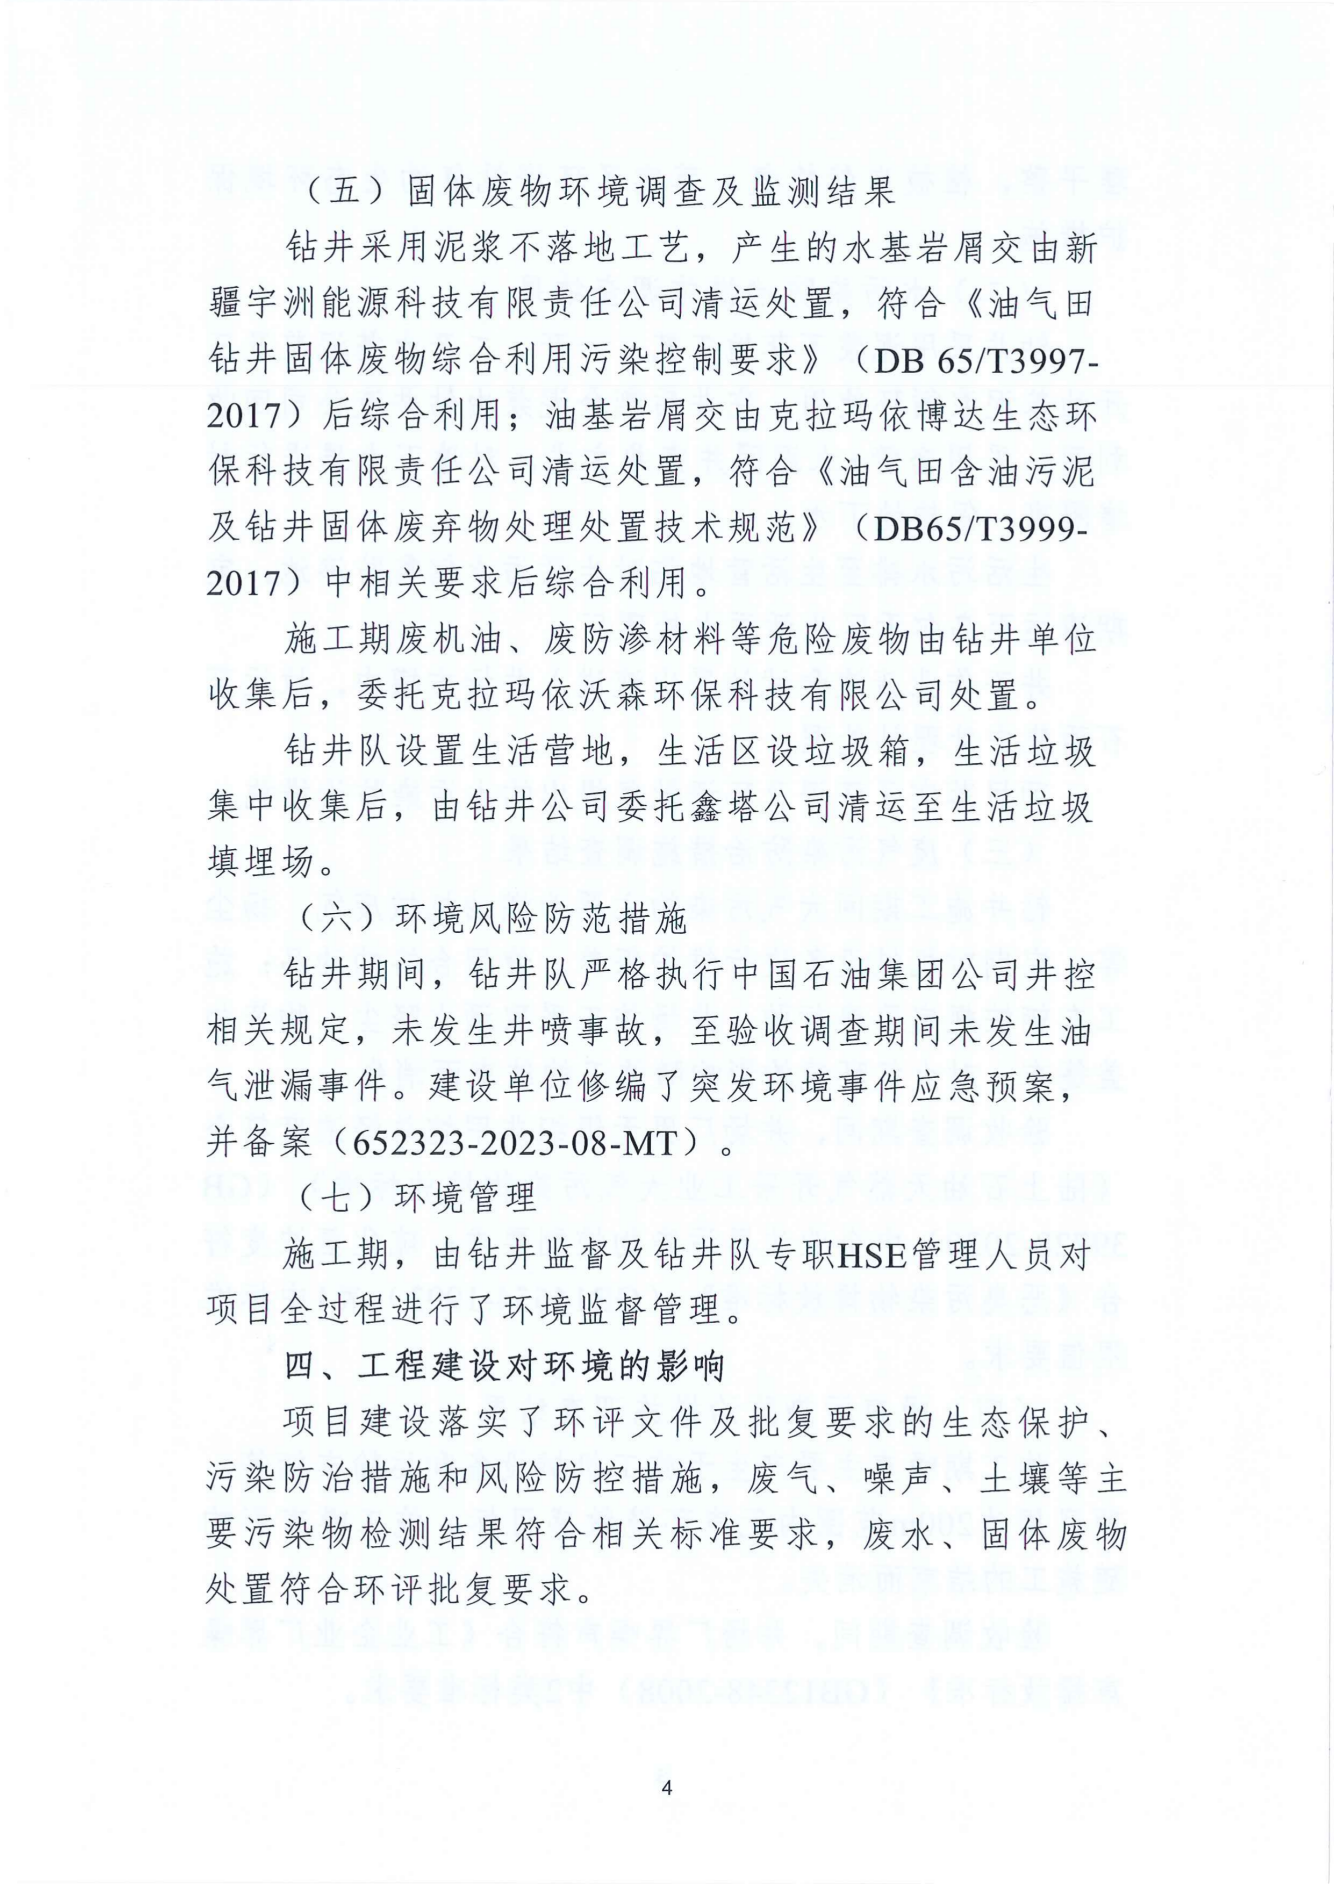 （五）固体废物环境调查及监测结果
钻井采用泥浆不落地工艺，产生的水基岩屑交由新
疆宇洲能源科技有限责任公司清运处置，符合《油气田
钻井固体废物综合利用污染控制要求》（DB 65/T3997-
2017）后综合利用；油基岩屑交由克拉玛依博达生态环
保科技有限责任公司清运处置，符合《油气田含油污泥
及钻井固体废弃物处理处置技术规范》（DB65/T3999-
2017）中相关要求后综合利用。
施工期废机油、废防渗材料等危险废物由钻井单位
收集后，委托克拉玛依沃森环保科技有限公司处置。
钻井队设置生活营地，生活区设垃圾箱，生活垃圾
集中收集后，由钻井公司委托鑫塔公司清运至生活垃圾
填埋场。
（六）环境风险防范措施
钻井期间，钻井队严格执行中国石油集团公司井控
相关规定，未发生井喷事故，至验收调查期间未发生油
气泄漏事件。建设单位修编了突发环境事件应急预案，
并备案（652323-2023-08-MT）。
（七）环境管理
施工期，由钻井监督及钻井队专职HSE管理人员对
项目全过程进行了环境监督管理。
四、工程建设对环境的影响
项目建设落实了环评文件及批复要求的生态保护、
污染防治措施和风险防控措施，废气、噪声、土壤等主
要污染物检测结果符合相关标准要求，废水、固体废物
处置符合环评批复要求。
4